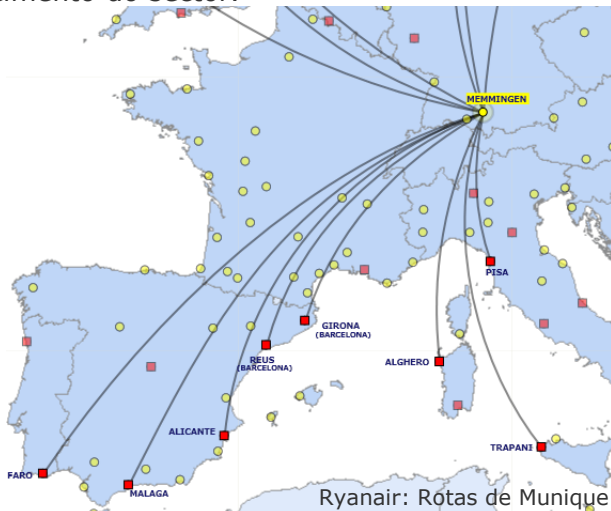 MEMMINGEN
PISA
GIRONA
(BARCELONA)
REUS
(BARCELONA)
ALGHERO
ALICANTE
TRAPANI
FARO
MALAGA
Ryanair: Rotas de Munique